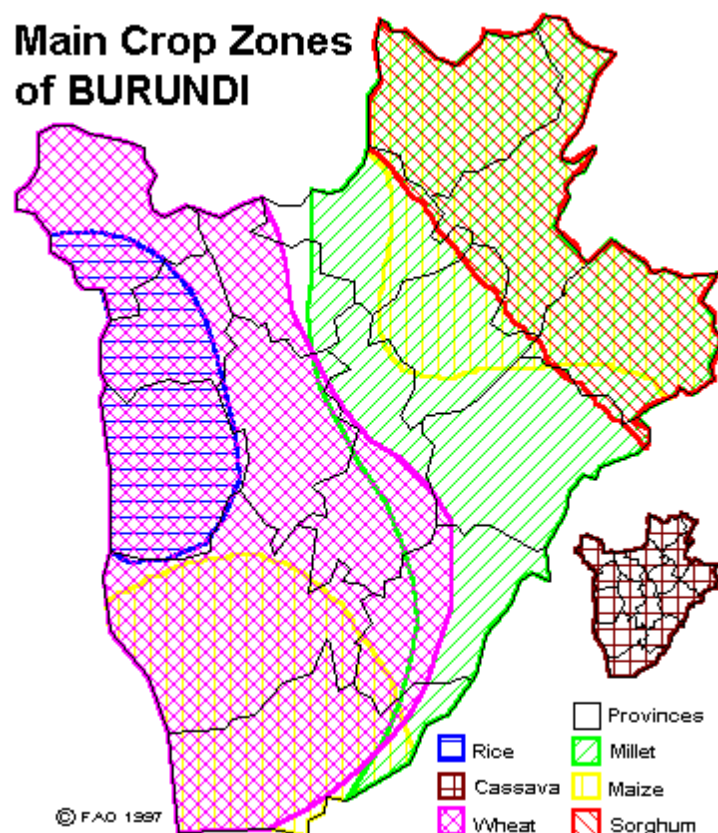 Main Crop Zones
of BURUNDI
Provinces
Rice
Millet
Cassava
Maize
Wheat
Sorghum
© FAO 1997